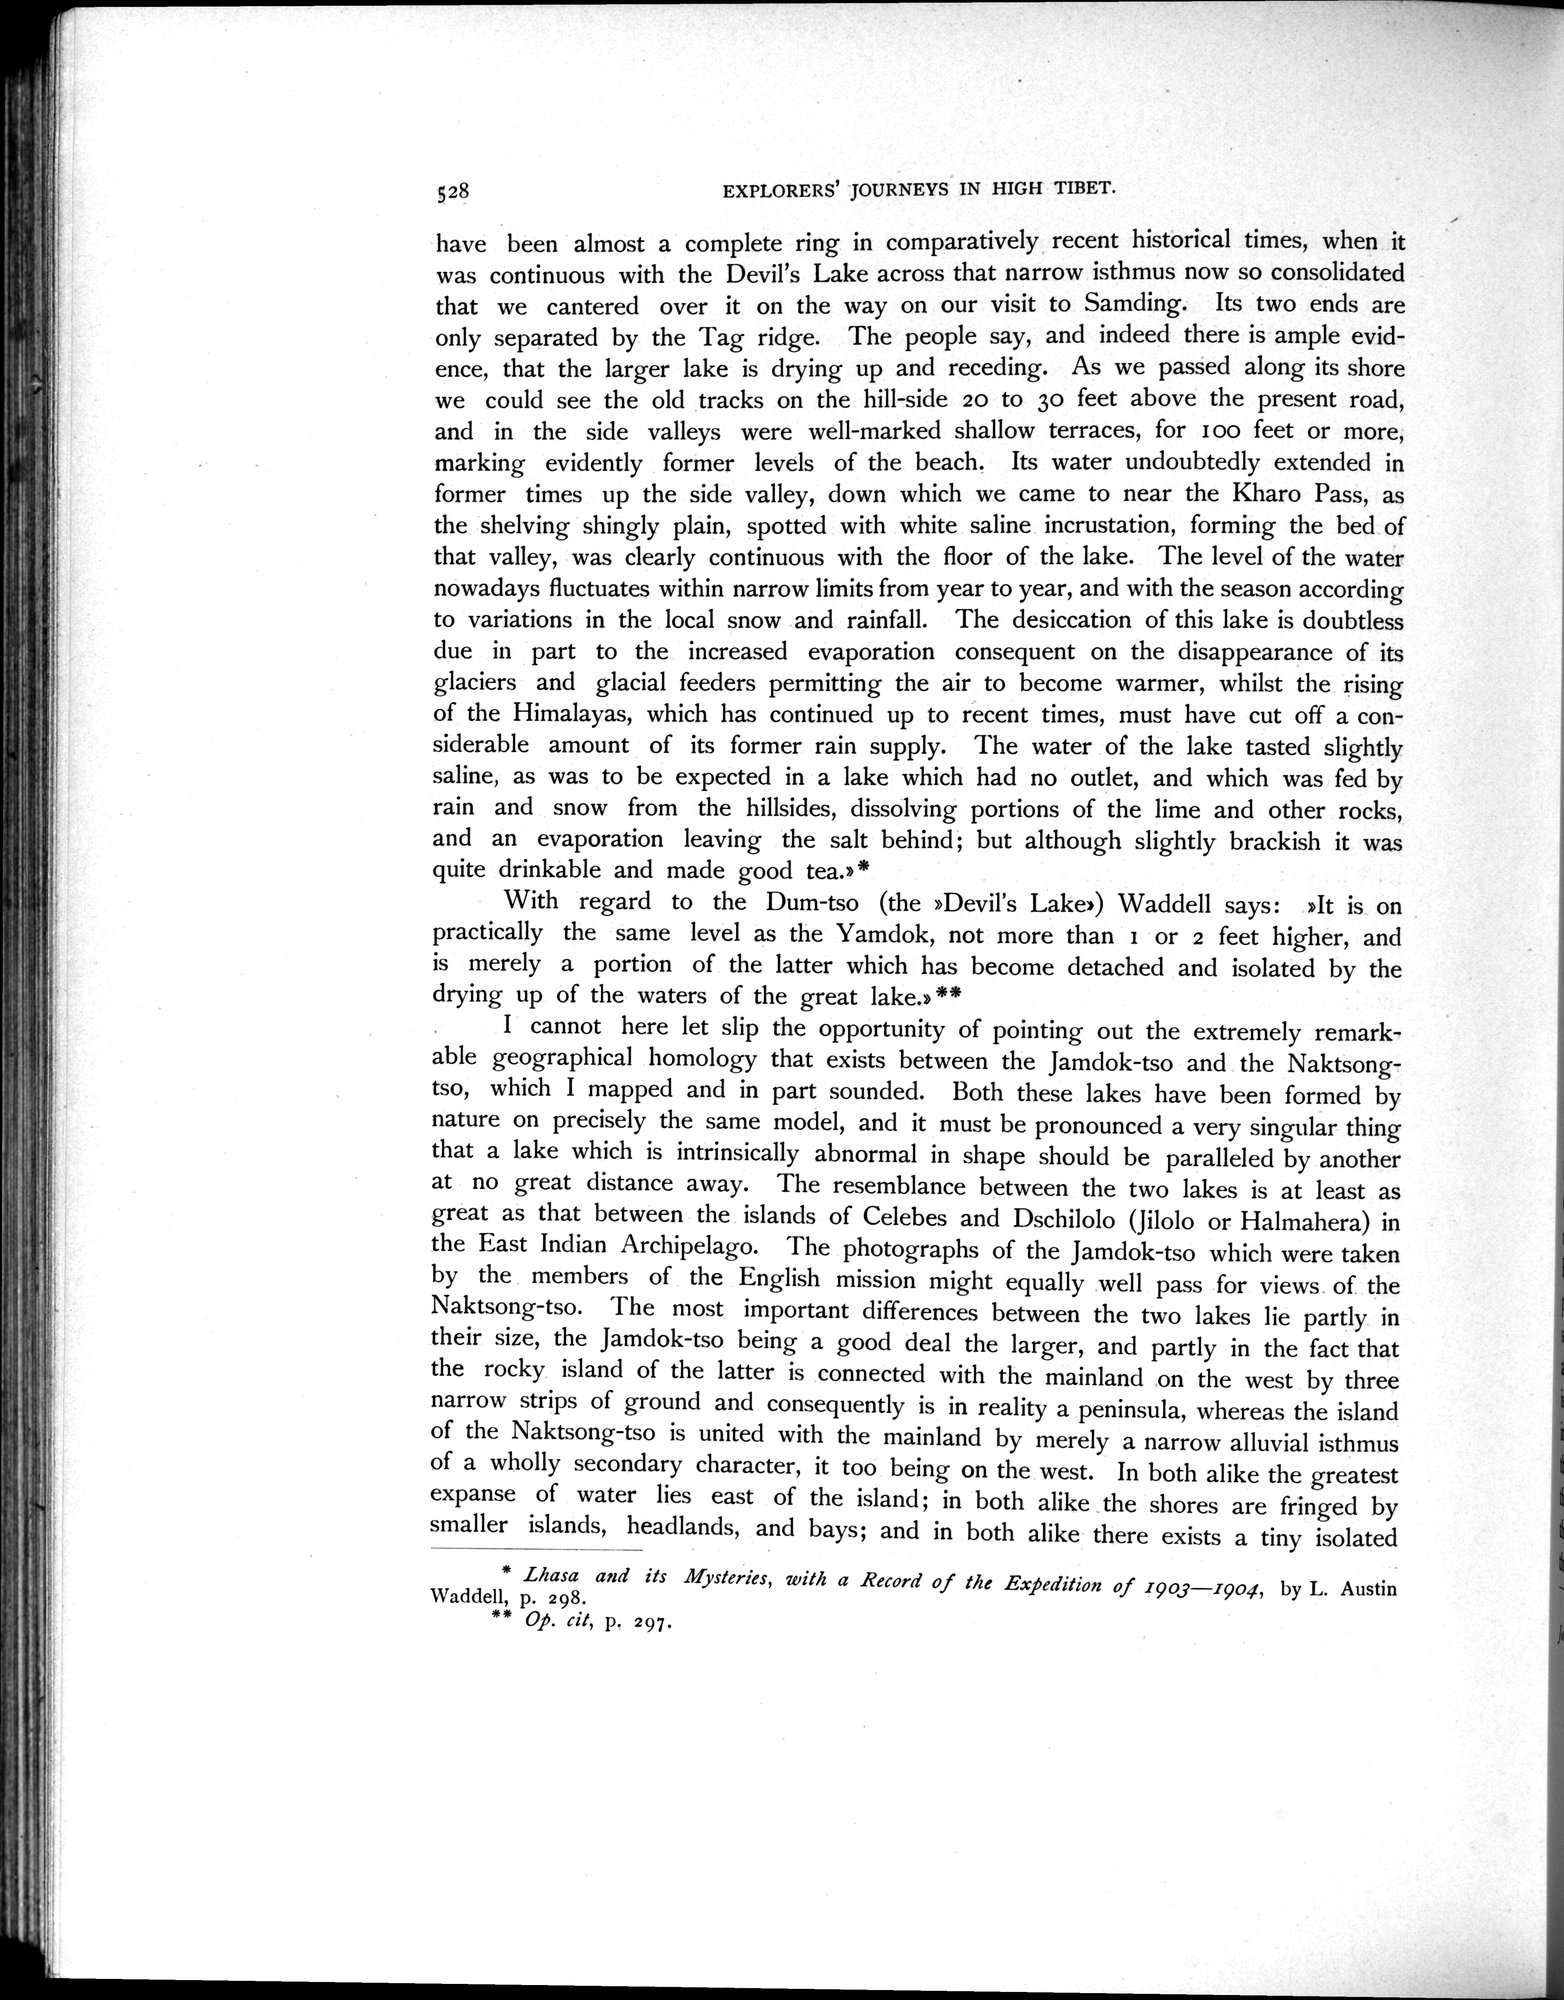 528 EXPLORERS' JOURNEYS IN HIGH TIBET.
have been almost a complete ring in comparatively recent historical times, when it
was continuous with the Devil's Lake across that narrow isthmus now so consolidated
that we cantered over it on the way on our visit to Samding. Its two ends are
only separated by the Tag ridge. The people say, and indeed there is ample evid-
ence, that the larger lake is drying up and receding. As we passed along its shore
we could see the old tracks on the hill-side 20 to 30 feet above the present road,
and in the side valleys were well-marked shallow terraces, for 100 feet or more,
marking evidently former levels of the beach. Its water undoubtedly extended in
former times up the side valley, down which we came to near the Kharo Pass, as
the shelving shingly plain, spotted with white saline incrustation, forming the bed of
that valley, was clearly continuous with the floor of the lake. The level of the water
nowadays fluctuates within narrow limits from year to year, and with the season according
to variations in the local snow and rainfall. The desiccation of this lake is doubtless
due in part to the increased evaporation consequent on the disappearance of its
glaciers and glacial feeders permitting the air to become warmer, whilst the rising
of the Himalayas, which has continued up to recent times, must have cut off a con-
siderable amount of its former rain supply. The water of the lake tasted slightly
saline, as was to be expected in a lake which had no outlet, and which was fed by
rain and snow from the hillsides, dissolving portions of the lime and other rocks,
and an evaporation leaving the salt behind; but although slightly brackish it was
quite drinkable and made good tea.»*
With regard to the Dum-tso (the »Devil's Lake») Waddell says: »It is on
practically the same level as the Yamdok, not more than 1 or 2 feet higher, and
is merely a portion of the latter which has become detached and isolated by the
drying up of the waters of the great lake.»**
I cannot here let slip the opportunity of pointing out the extremely remark-
able geographical homology that exists between the Jamdok-tso and the Naktsong-
tso, which I mapped and in part sounded. Both these lakes have been formed by
nature on precisely the same model, and it must be pronounced a very singular thing
that a lake which is intrinsically abnormal in shape should be paralleled by another
at no great distance away. The resemblance between the two lakes is at least as
great as that between the islands of Celebes and Dschilolo (Jilolo or Halmahera) in
the East Indian Archipelago. The photographs of the Jamdok-tso which were taken
by the members of the English mission might equally well pass for views of the
Naktsong-tso. The most important differences between the two lakes lie partly in
their size, the Jamdok-tso being a good deal the larger, and partly in the fact that
the rocky island of the latter is connected with the mainland on the west by three
narrow strips of ground and consequently is in reality a peninsula, whereas the island
of the Naktsong-tso is united with the mainland by merely a narrow alluvial isthmus
of a wholly secondary character, it too being on the west. In both alike the greatest
expanse of water lies east of the island; in both alike the shores are fringed by
smaller islands, headlands, and bays; and in both alike there exists a tiny isolated
* Lhasa and its Mysteries, with a Record of the Expedition of 1903—1904, by L. Austin
Waddell, p. 298.
** Op. cit, p. 297.